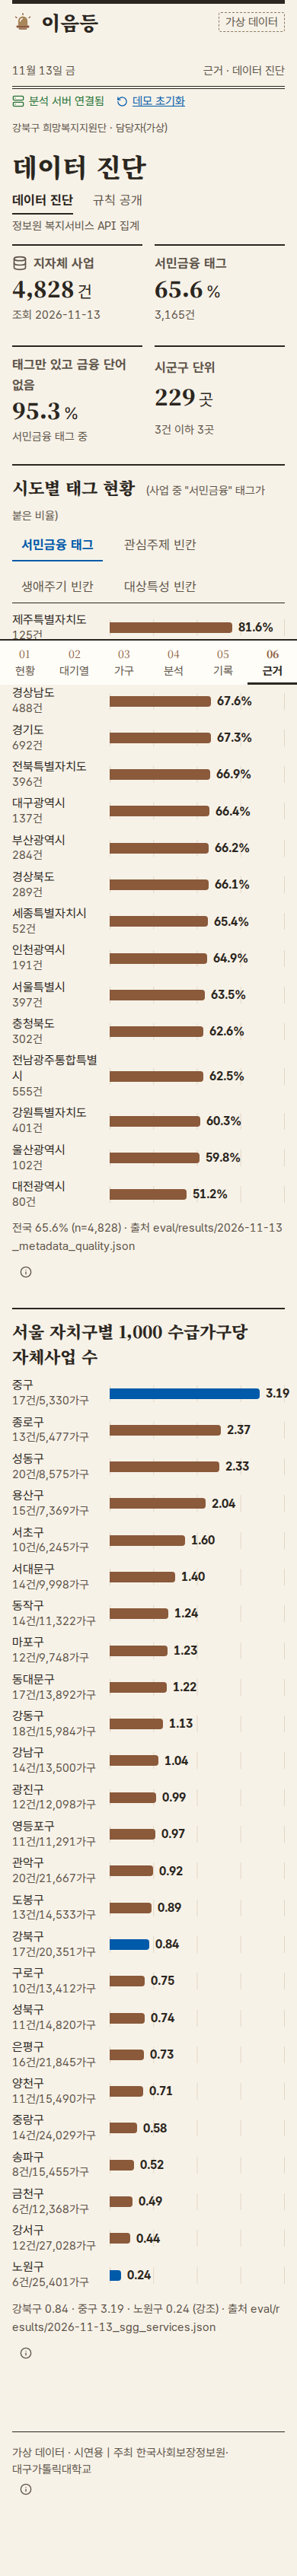 이음등
가상 데이터
11월 13일 금
근거 · 데이터 진단
분석 서버 연결됨
데모 초기화
강북구 희망복지지원단 · 담당자(가상)
데이터 진단
데이터 진단
규칙 공개
정보원 복지서비스 API 집계
지자체 사업
4,828 건
조회 2026-11-13
서민금융 태그
65.6 %
3,165건
태그만 있고 금융 단어
없음
95.3 %
서민금융 태그 중
시군구 단위
229 곳
3건 이하 3곳
시도별 태그 현황 (사업 중 "서민금융" 태그가
붙은 비율)
서민금융 태그
관심주제 빈칸
생애주기 빈칸
대상특성 빈칸
제주특별자치도
125건
81.6%
01
현황
02
대기열
03
가구
04
분석
05
기록
06
근거
경상남도
488건
67.6%
경기도
692건
67.3%
전북특별자치도
396건
66.9%
대구광역시
137건
66.4%
부산광역시
284건
66.2%
경상북도
289건
66.1%
세종특별자치시
52건
65.4%
인천광역시
191건
64.9%
서울특별시
397건
63.5%
충청북도
302건
62.6%
전남광주통합특별
시
555건
62.5%
강원특별자치도
401건
60.3%
울산광역시
102건
59.8%
대전광역시
80건
51.2%
전국 65.6% (n=4,828) · 출처 eval/results/2026-11-13
_metadata_quality.json
서울 자치구별 1,000 수급가구당
자체사업 수
중구
17건/5,330가구
3.19
종로구
13건/5,477가구
2.37
성동구
20건/8,575가구
2.33
용산구
15건/7,369가구
2.04
서초구
10건/6,245가구
1.60
서대문구
14건/9,998가구
1.40
동작구
14건/11,322가구
1.24
마포구
12건/9,748가구
1.23
동대문구
17건/13,892가구
1.22
강동구
18건/15,984가구
1.13
강남구
14건/13,500가구
1.04
광진구
12건/12,098가구
0.99
영등포구
11건/11,291가구
0.97
관악구
20건/21,667가구
0.92
도봉구
13건/14,533가구
0.89
강북구
17건/20,351가구
0.84
구로구
10건/13,412가구
0.75
성북구
11건/14,820가구
0.74
은평구
16건/21,845가구
0.73
양천구
11건/15,490가구
0.71
중랑구
14건/24,029가구
0.58
송파구
8건/15,455가구
0.52
금천구
6건/12,368가구
0.49
강서구
12건/27,028가구
0.44
노원구
6건/25,401가구
0.24
강북구 0.84 · 중구 3.19 · 노원구 0.24 (강조) · 출처 eval/r
esults/2026-11-13_sgg_services.json
가상 데이터 · 시연용 | 주최 한국사회보장정보원·
대구가톨릭대학교